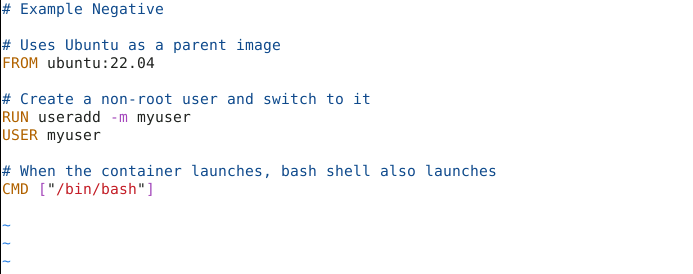 # Example Negative
# Uses Ubuntu as a parent image
FROM ubuntu:22.04
# Create a non-root user and switch to it
RUN useradd -m myuser
USER myuser
# When the container launches, bash shell also launches
CMD ["/bin/bash"]
~
~
~